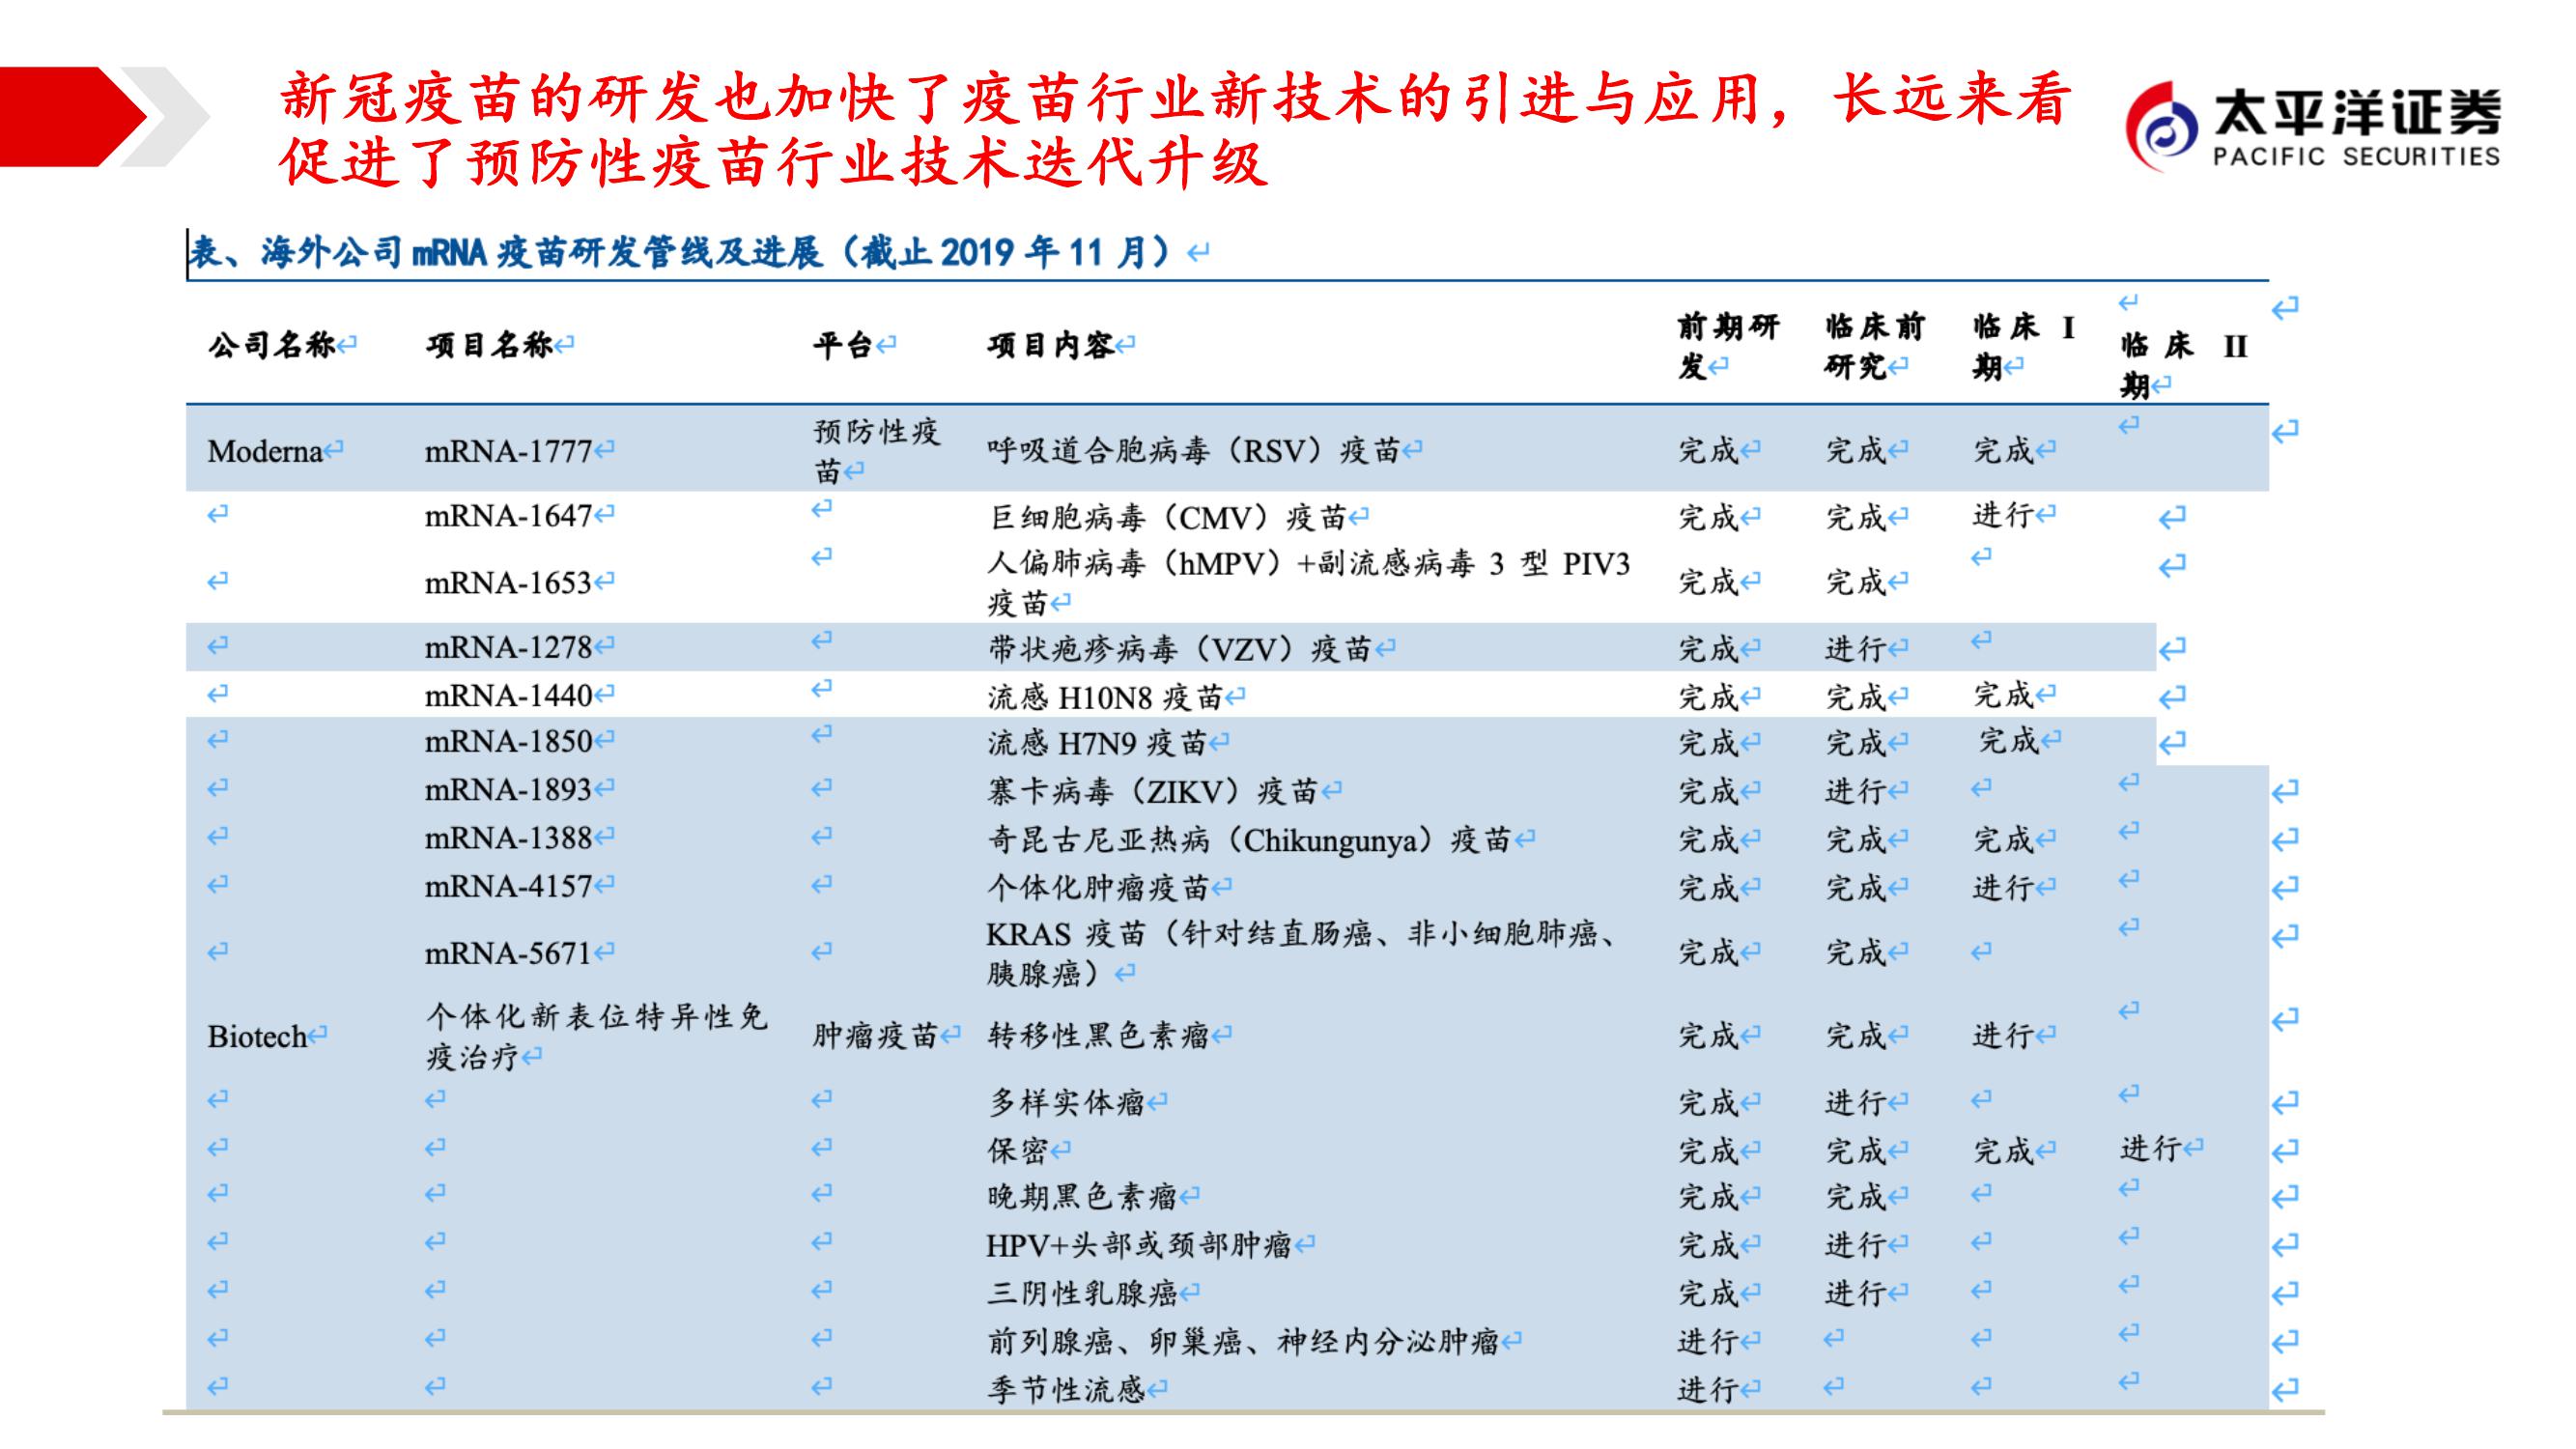 新冠疫苗的研发也加快了疫苗行业新技术的引进与应用，长远来看
促进了预防性疫苗行业技术迭代升级
太平洋证券
PACIFIC SECURITIES
表、海外公司 mRNA 疫苗研发管线及进展（截止 2019 年 11 月）
公司名称 项目名称 平台 项目内容 前期研发 临床前研究 临床 I 期 临床 II 期
Moderna mRNA-1777 预防性疫苗 呼吸道合胞病毒（RSV）疫苗 完成 完成 完成
mRNA-1647 巨细胞病毒（CMV）疫苗 完成 完成 进行
mRNA-1653 人偏肺病毒（hMPV）+副流感病毒 3 型 PIV3 疫苗 完成 完成
mRNA-1278 带状疱疹病毒（VZV）疫苗 完成 进行
mRNA-1440 流感 H10N8 疫苗 完成 完成 完成
mRNA-1850 流感 H7N9 疫苗 完成 完成 完成
mRNA-1893 寨卡病毒（ZIKV）疫苗 完成 进行
mRNA-1388 奇昆古尼亚热病（Chikungunya）疫苗 完成 完成 完成
mRNA-4157 个体化肿瘤疫苗 完成 完成 进行
mRNA-5671 KRAS 疫苗（针对结直肠癌、非小细胞肺癌、胰腺癌） 完成 完成
Biotech 个体化新表位特异性免疫治疗 肿瘤疫苗 转移性黑色素瘤 完成 完成 进行
多样实体瘤 完成 进行
保密 完成 完成 完成 进行
晚期黑色素瘤 完成 完成
HPV+头部或颈部肿瘤 完成 进行
三阴性乳腺癌 完成 进行
前列腺癌、卵巢癌、神经内分泌肿瘤 进行
季节性流感 进行